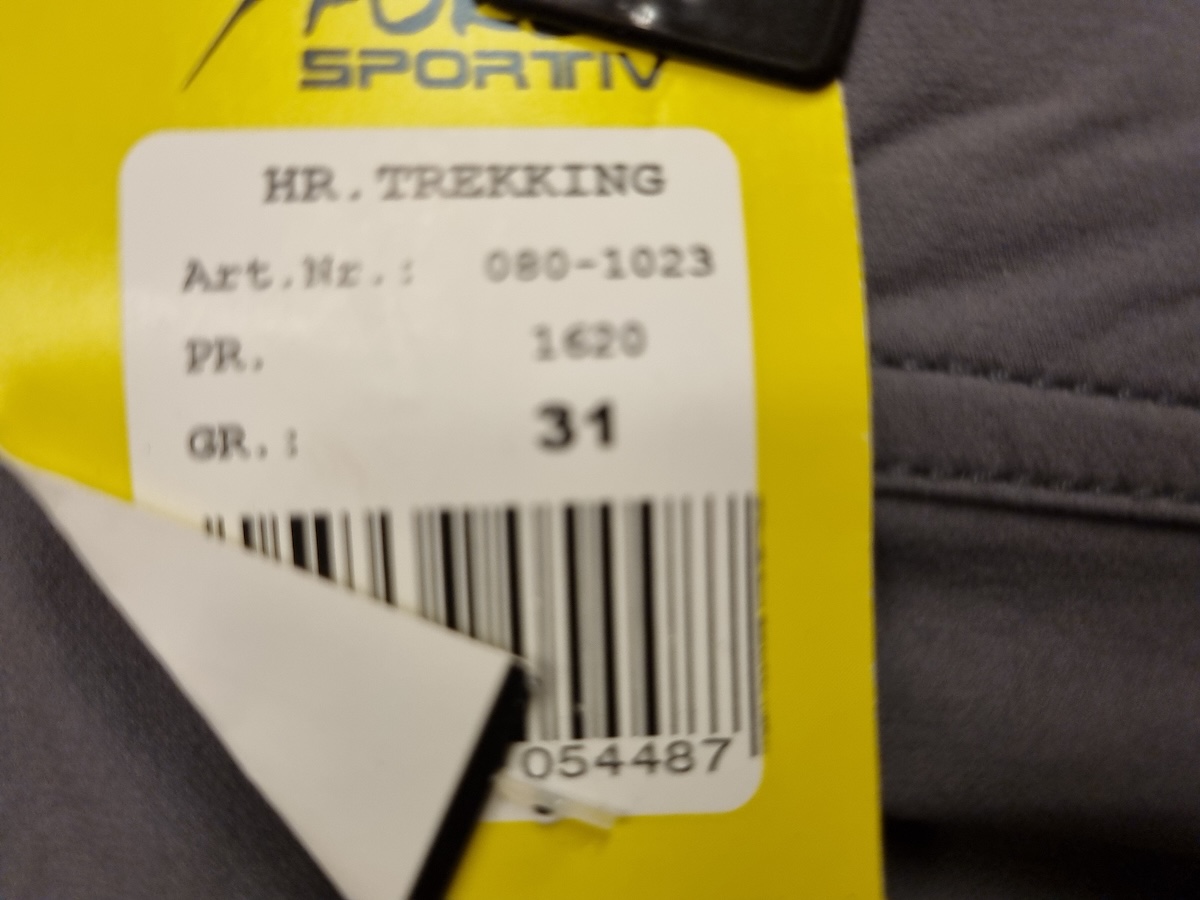 SPORTIV
HR.TREKKING
Art.Nr.: 080-1023
PR. 1620
GR.: 31
054487